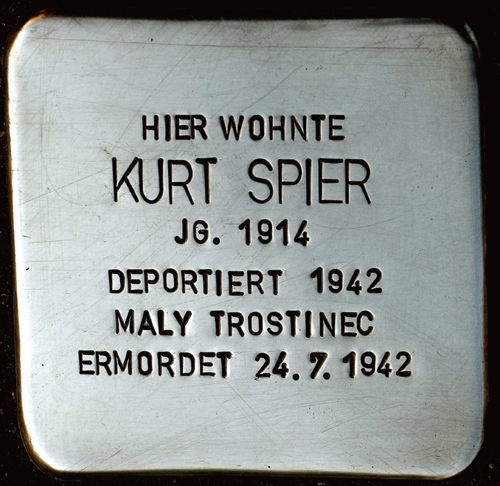 HIER WOHNTE
KURT SPIER
JG. 1914
DEPORTIERT 1942
MALY TROSTINEC
ERMORDET 24.7.1942